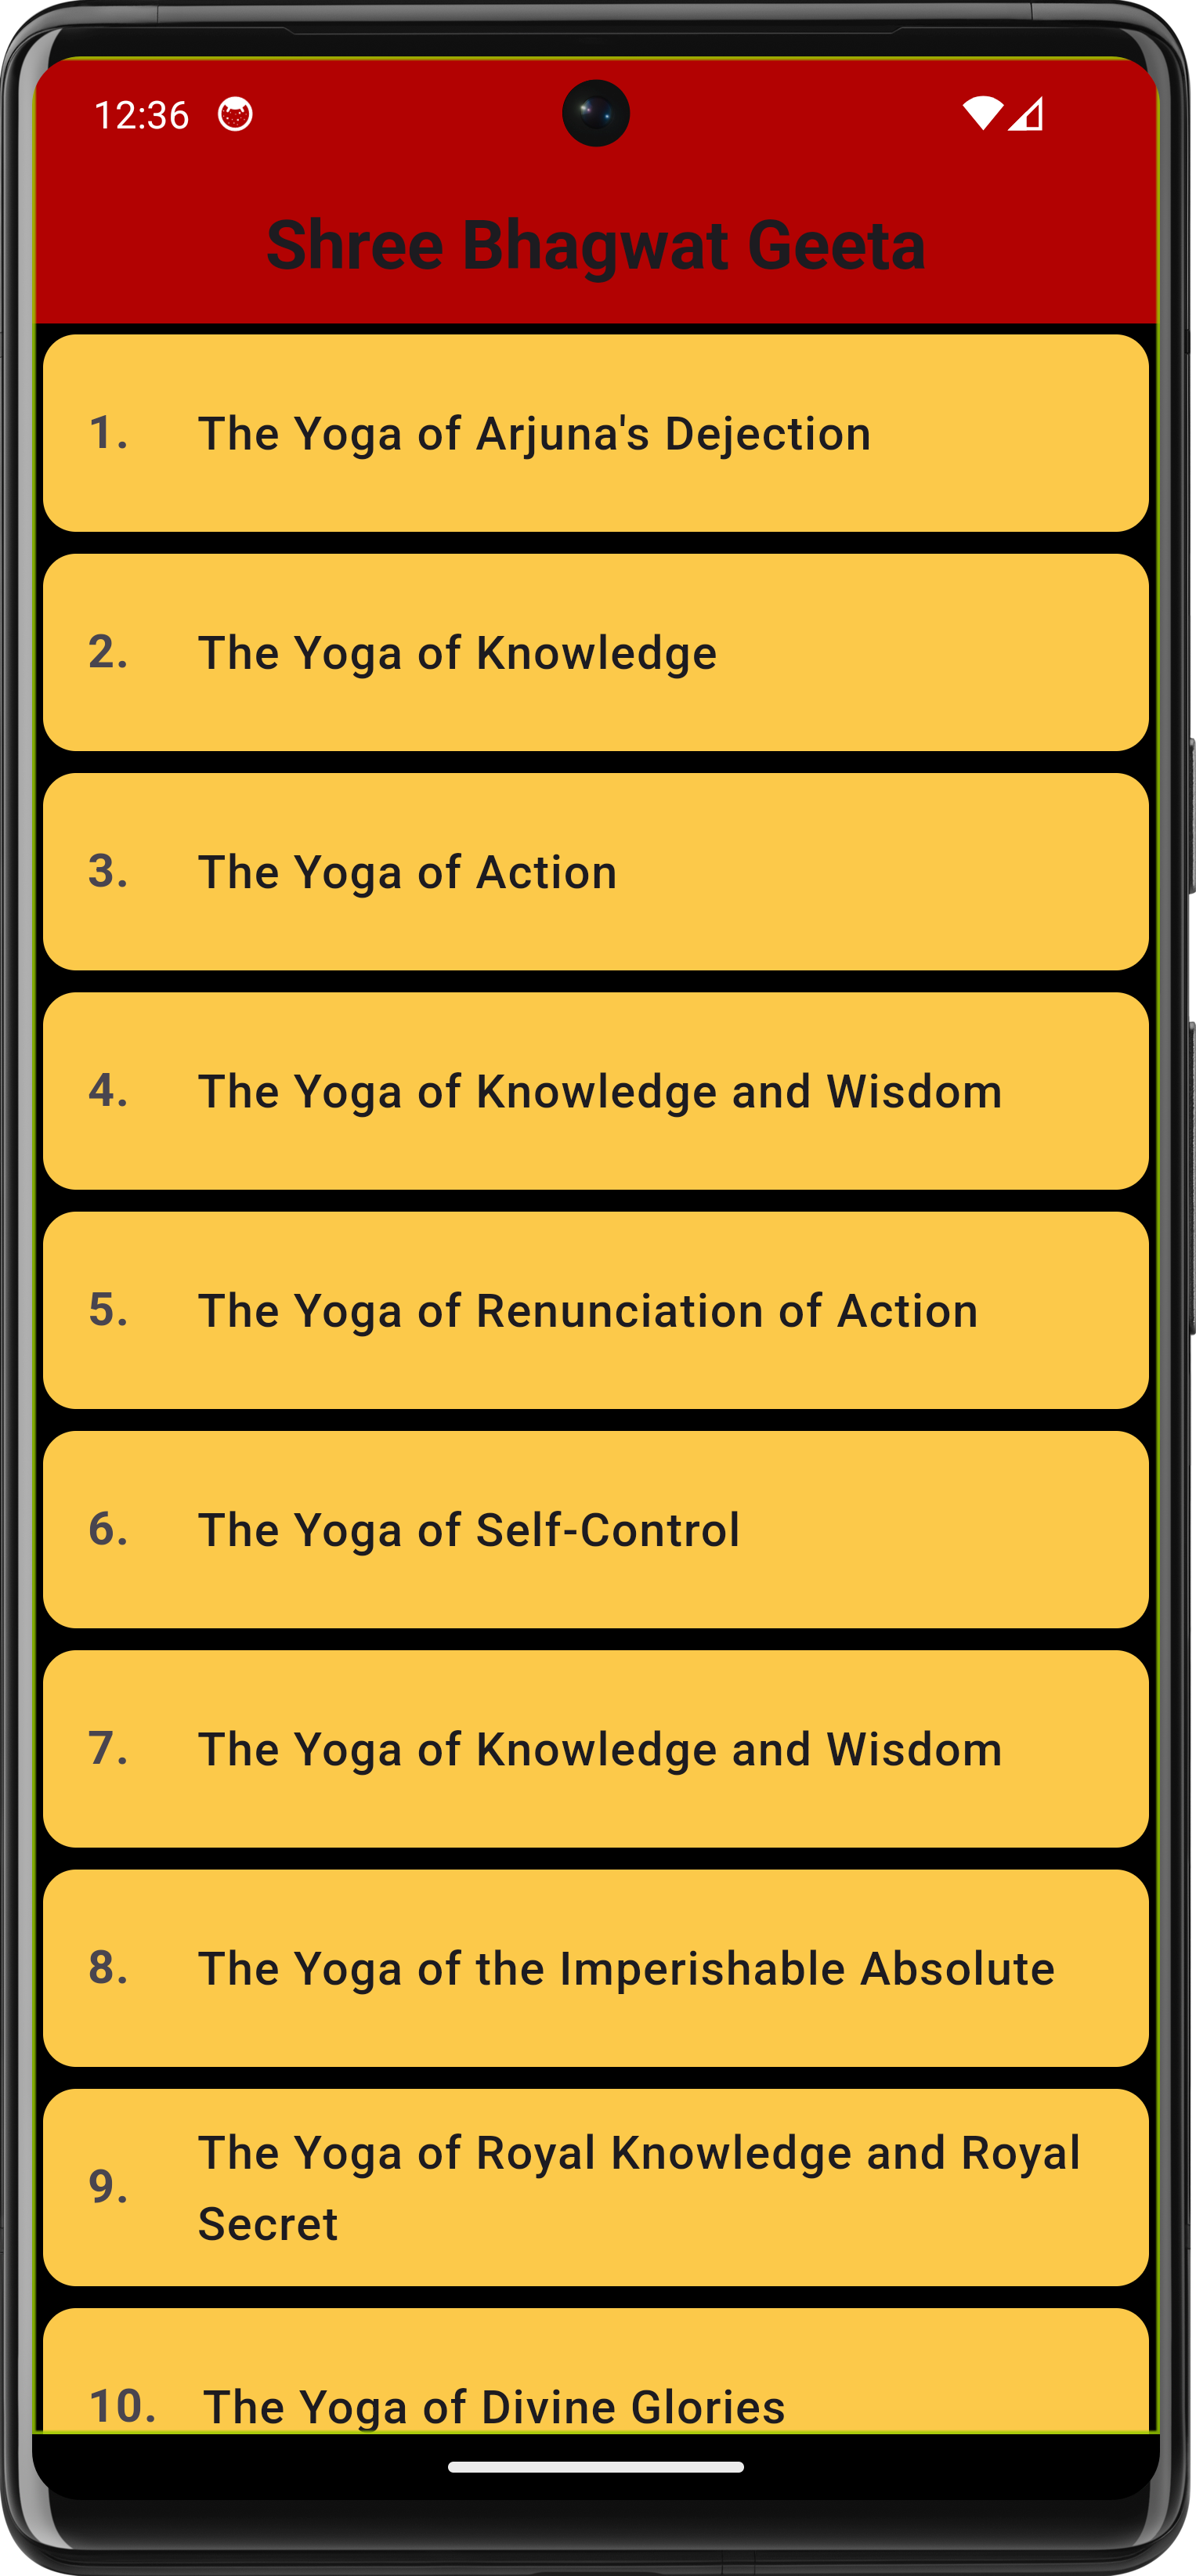 12:36
Shree Bhagwat Geeta
1. The Yoga of Arjuna's Dejection
2. The Yoga of Knowledge
3. The Yoga of Action
4. The Yoga of Knowledge and Wisdom
5. The Yoga of Renunciation of Action
6. The Yoga of Self-Control
7. The Yoga of Knowledge and Wisdom
8. The Yoga of the Imperishable Absolute
9. The Yoga of Royal Knowledge and Royal
Secret
10. The Yoga of Divine Glories